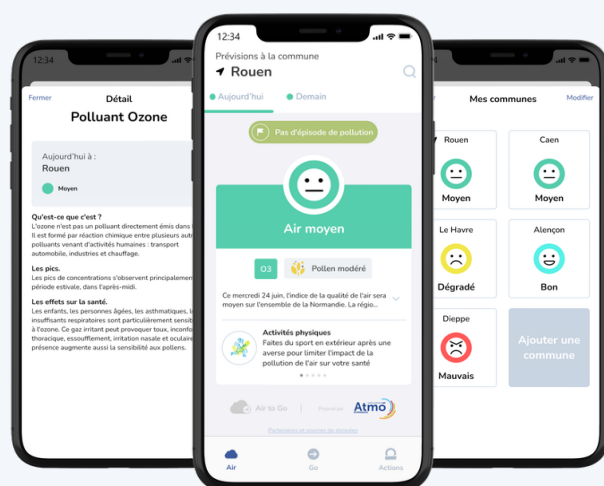 12:34
Fermer
Détail
Polluant Ozone
Aujourd'hui à :
Rouen
Moyen
Qu'est-ce que c'est ?
L'ozone n'est pas un polluant directement émis dans
Il est formé par réaction chimique entre plusieurs
polluants venant d'activités humaines : transport
automobile, industries et chauffage.
Les pics.
Les pics de concentrations s'observent principalement
période estivale, dans l'après-midi.
Les effets sur la santé.
Les enfants, les personnes âgées, les asthmatiques,
insuffisants respiratoires sont particulièrement
à l'ozone. Ce gaz irritant peut provoquer toux,
thoracique, essoufflement, irritation nasale et
présence augmente aussi la sensibilité aux pollens.
12:34
Prévisions à la commune
Rouen
Aujourd'hui
Demain
Pas d'épisode de pollution
Air moyen
O3
Pollen modéré
Ce mercredi 24 juin, l'indice de la qualité de l'air sera
moyen sur l'ensemble de la Normandie. La régio...
Activités physiques
Faites du sport en extérieur après une
averse pour limiter l'impact de la
pollution de l'air sur votre santé
Air to Go
Atmo
Partenaires et sources de données
Air
Go
Actions
Mes communes
Modifier
Rouen
Moyen
Caen
Moyen
Le Havre
Dégradé
Alençon
Bon
Dieppe
Mauvais
Ajouter une
commune